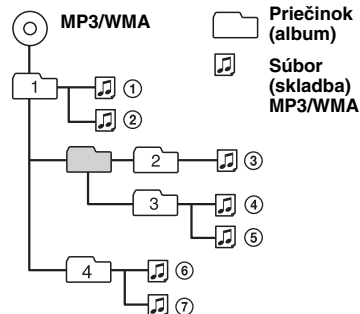 MP3/WMA
Priečinok
(album)
Súbor
(skladba)
MP3/WMA
1
①
②
2
③
3
④
⑤
4
⑥
⑦